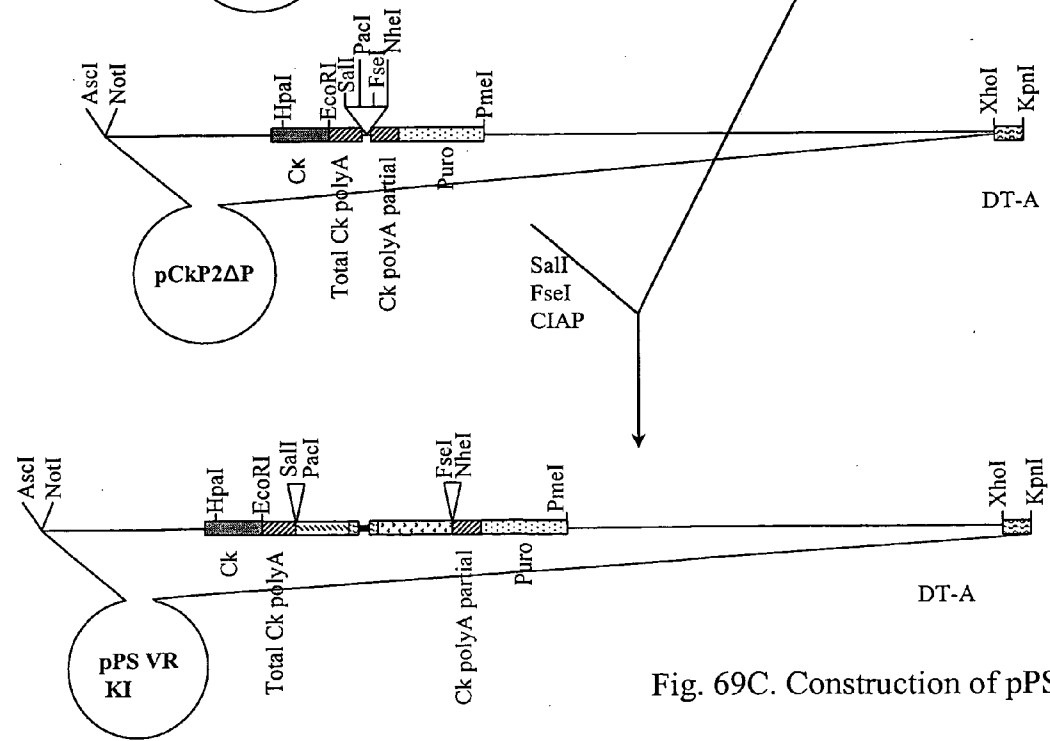 AscI
NotI
HpaI
EcoRI
SalI
PacI
FseI
NheI
PmeI
XhoI
KpnI
Cκ
Total Ck polyA
Ck polyA partial
Puro
DT-A
pCkP2ΔP
SalI
FseI
CIAP
AscI
NotI
HpaI
EcoRI
SalI
PacI
FseI
NheI
PmeI
XhoI
KpnI
Ck
Total Ck polyA
Ck polyA partial
Puro
DT-A
pPS VR
KI
Fig. 69C. Construction of pPS